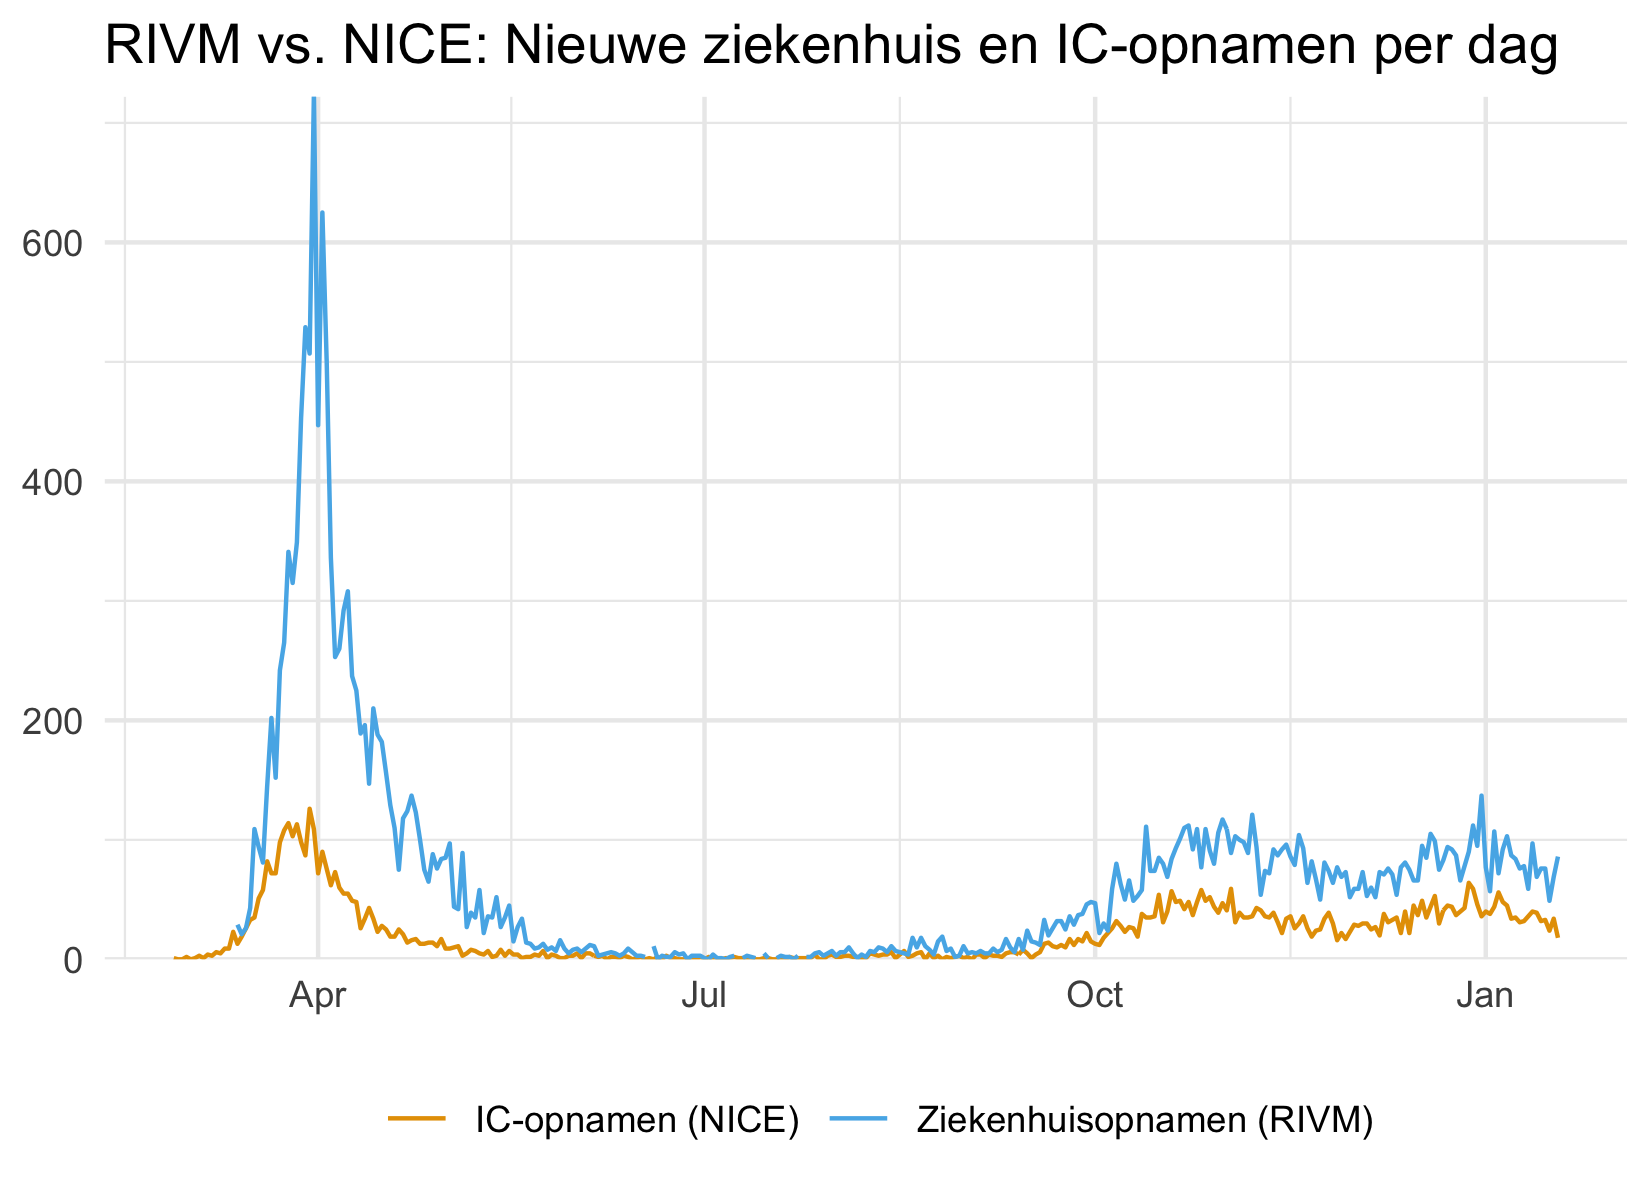 RIVM vs. NICE: Nieuwe ziekenhuis en IC-opnamen per dag
600
400
200
0
Apr Jul Oct Jan
IC-opnamen (NICE) Ziekenhuisopnamen (RIVM)